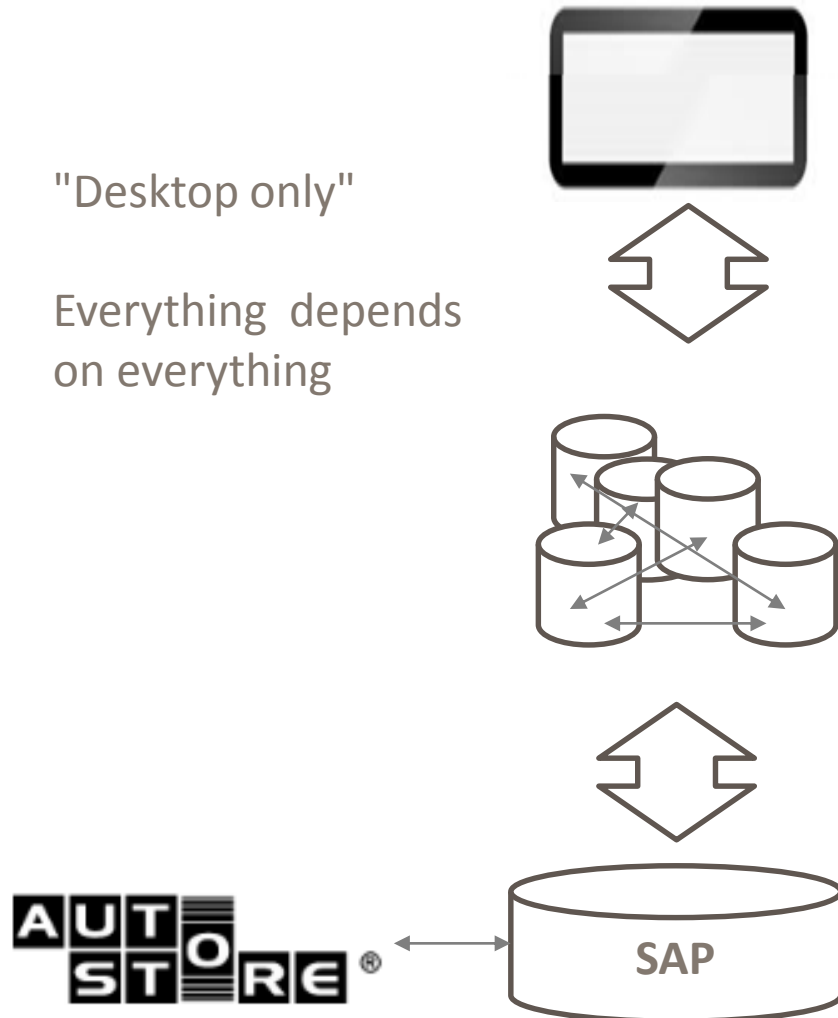 "Desktop only"
Everything  depends
on everything
AUTO
STORE ®
SAP